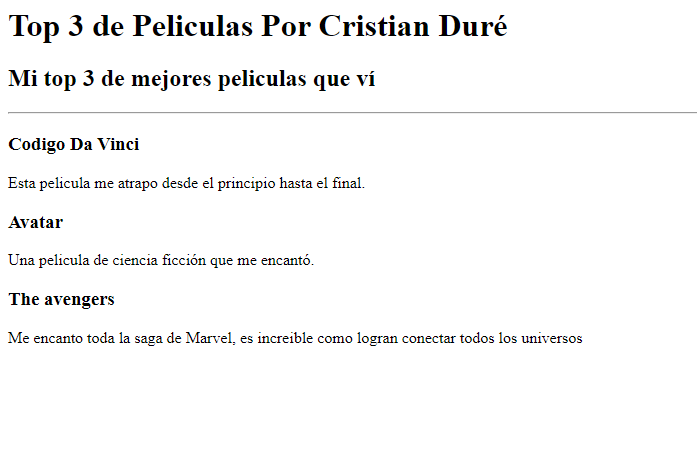 Top 3 de Peliculas Por Cristian Duré
Mi top 3 de mejores peliculas que ví
Codigo Da Vinci
Esta pelicula me atrapo desde el principio hasta el final.
Avatar
Una pelicula de ciencia ficción que me encantó.
The avengers
Me encanto toda la saga de Marvel, es increible como logran conectar todos los universos